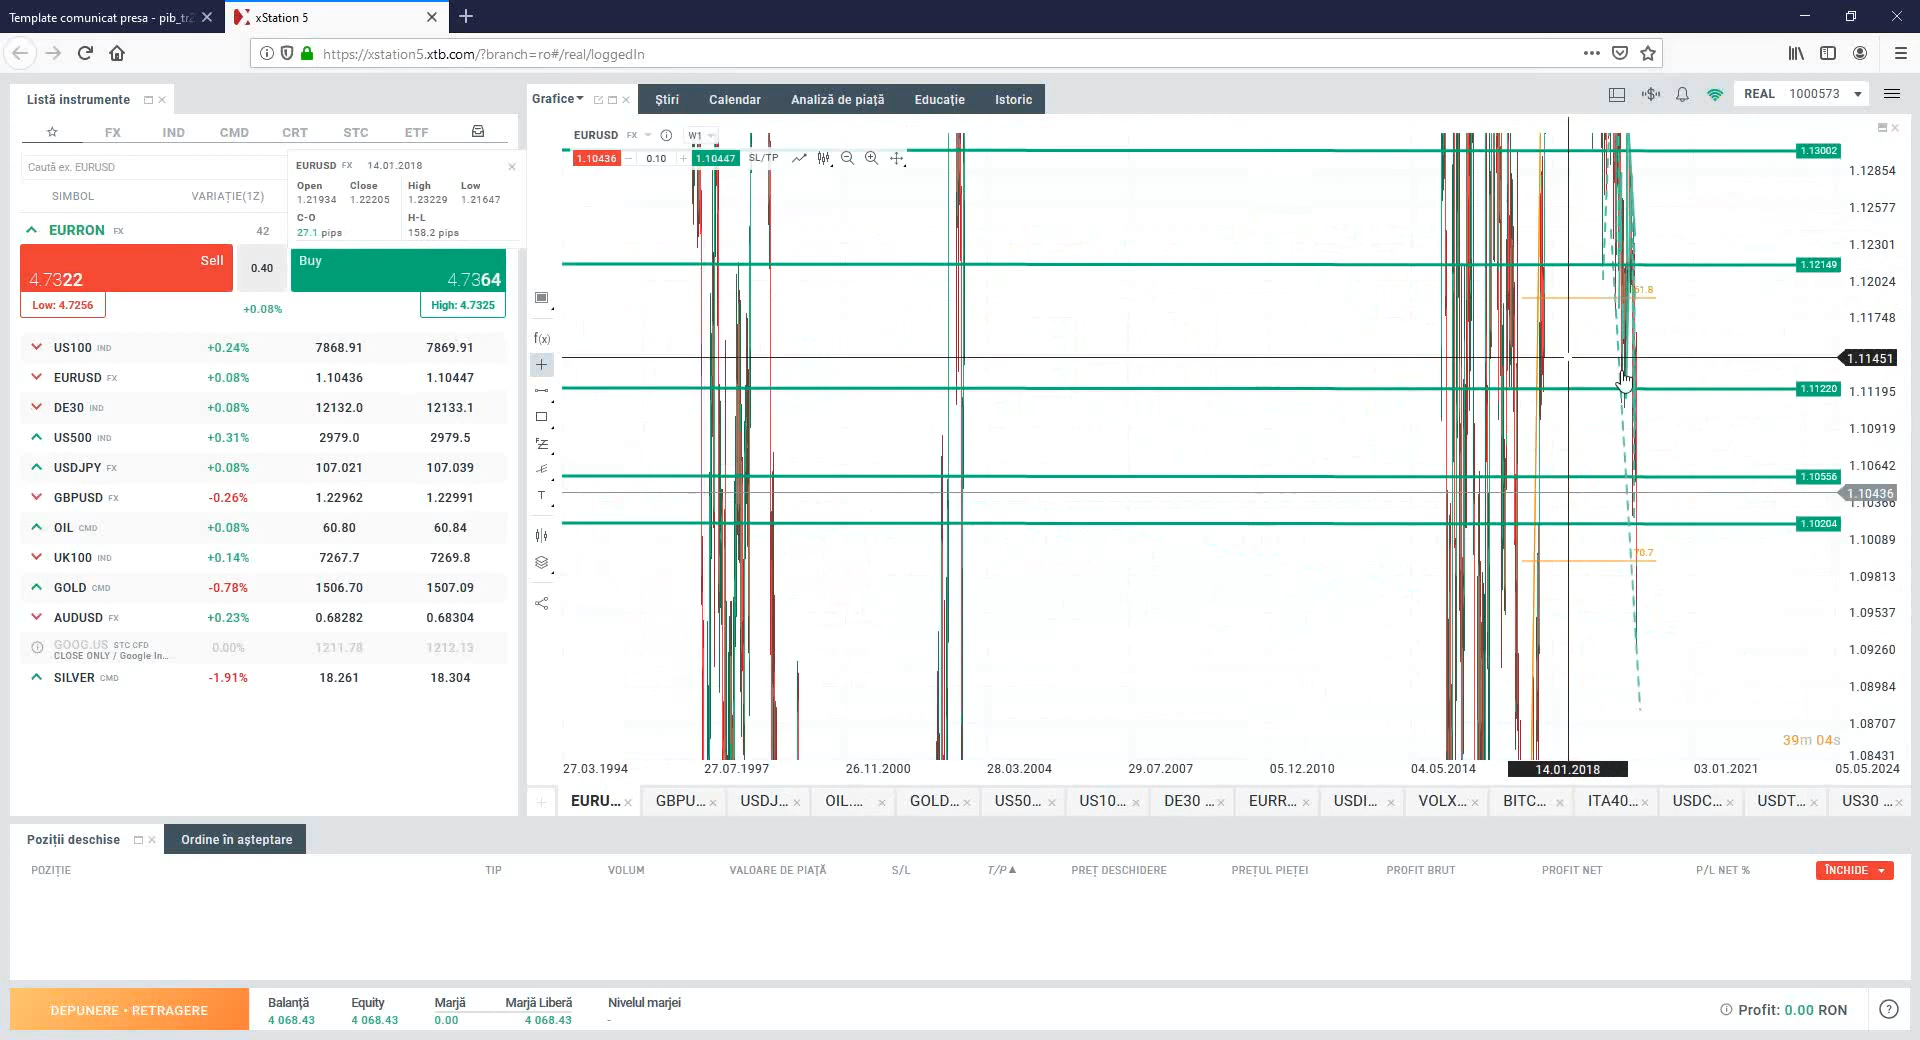 Template comunicat presa - pib_tr2
xStation 5
https://xstation5.xtb.com/?branch=ro#/real/loggedIn
Listă instrumente
Grafice
Știri
Calendar
Analiză de piață
Educație
Istoric
REAL 1000573
FX IND CMD CRT STC ETF
Caută ex. EURUSD
SIMBOL VARIAȚIE(1Z)
EURUSD FX 14.01.2018
Open Close High Low
1.21934 1.22205 1.23229 1.21647
C-O H-L
27.1 pips 158.2 pips
EURRON FX 42
Sell 4.7322
0.40
Buy 4.7364
Low: 4.7256
+0.08%
High: 4.7325
US100 IND +0.24% 7868.91 7869.91
EURUSD FX +0.08% 1.10436 1.10447
DE30 IND +0.08% 12132.0 12133.1
US500 IND +0.31% 2979.0 2979.5
USDJPY FX +0.08% 107.021 107.039
GBPUSD FX -0.26% 1.22962 1.22991
OIL CMD +0.08% 60.80 60.84
UK100 IND +0.14% 7267.7 7269.8
GOLD CMD -0.78% 1506.70 1507.09
AUDUSD FX +0.23% 0.68282 0.68304
GOOG.US STC CFD 0.00% 1211.78 1212.13
CLOSE ONLY / Google In...
SILVER CMD -1.91% 18.261 18.304
EURUSD FX W1
1.10436 0.10 1.10447 SL/TP
f(x)
T
61.8
70.7
1.13002
1.12854
1.12577
1.12301
1.12149
1.12024
1.11748
1.11451
1.11220
1.11195
1.10919
1.10642
1.10556
1.10436
1.10366
1.10204
1.10089
1.09813
1.09537
1.09260
1.08984
1.08707
39m 04s
1.08431
27.03.1994 27.07.1997 26.11.2000 28.03.2004 29.07.2007 05.12.2010 04.05.2014 14.01.2018 03.01.2021 05.05.2024
EURU... GBPU... USDJ... OIL.... GOLD... US50... US10... DE30 ... EURR... USDI... VOLX... BITC... ITA40... USDC... USDT... US30 ...
Poziții deschise
Ordine în așteptare
POZIȚIE TIP VOLUM VALOARE DE PIAȚĂ S/L T/P PREȚ DESCHIDERE PREȚUL PIEȚEI PROFIT BRUT PROFIT NET P/L NET % ÎNCHIDE
DEPUNERE • RETRAGERE
Balanță Equity Marjă Marjă Liberă Nivelul marjei
4 068.43 4 068.43 0.00 4 068.43 -
Profit: 0.00 RON